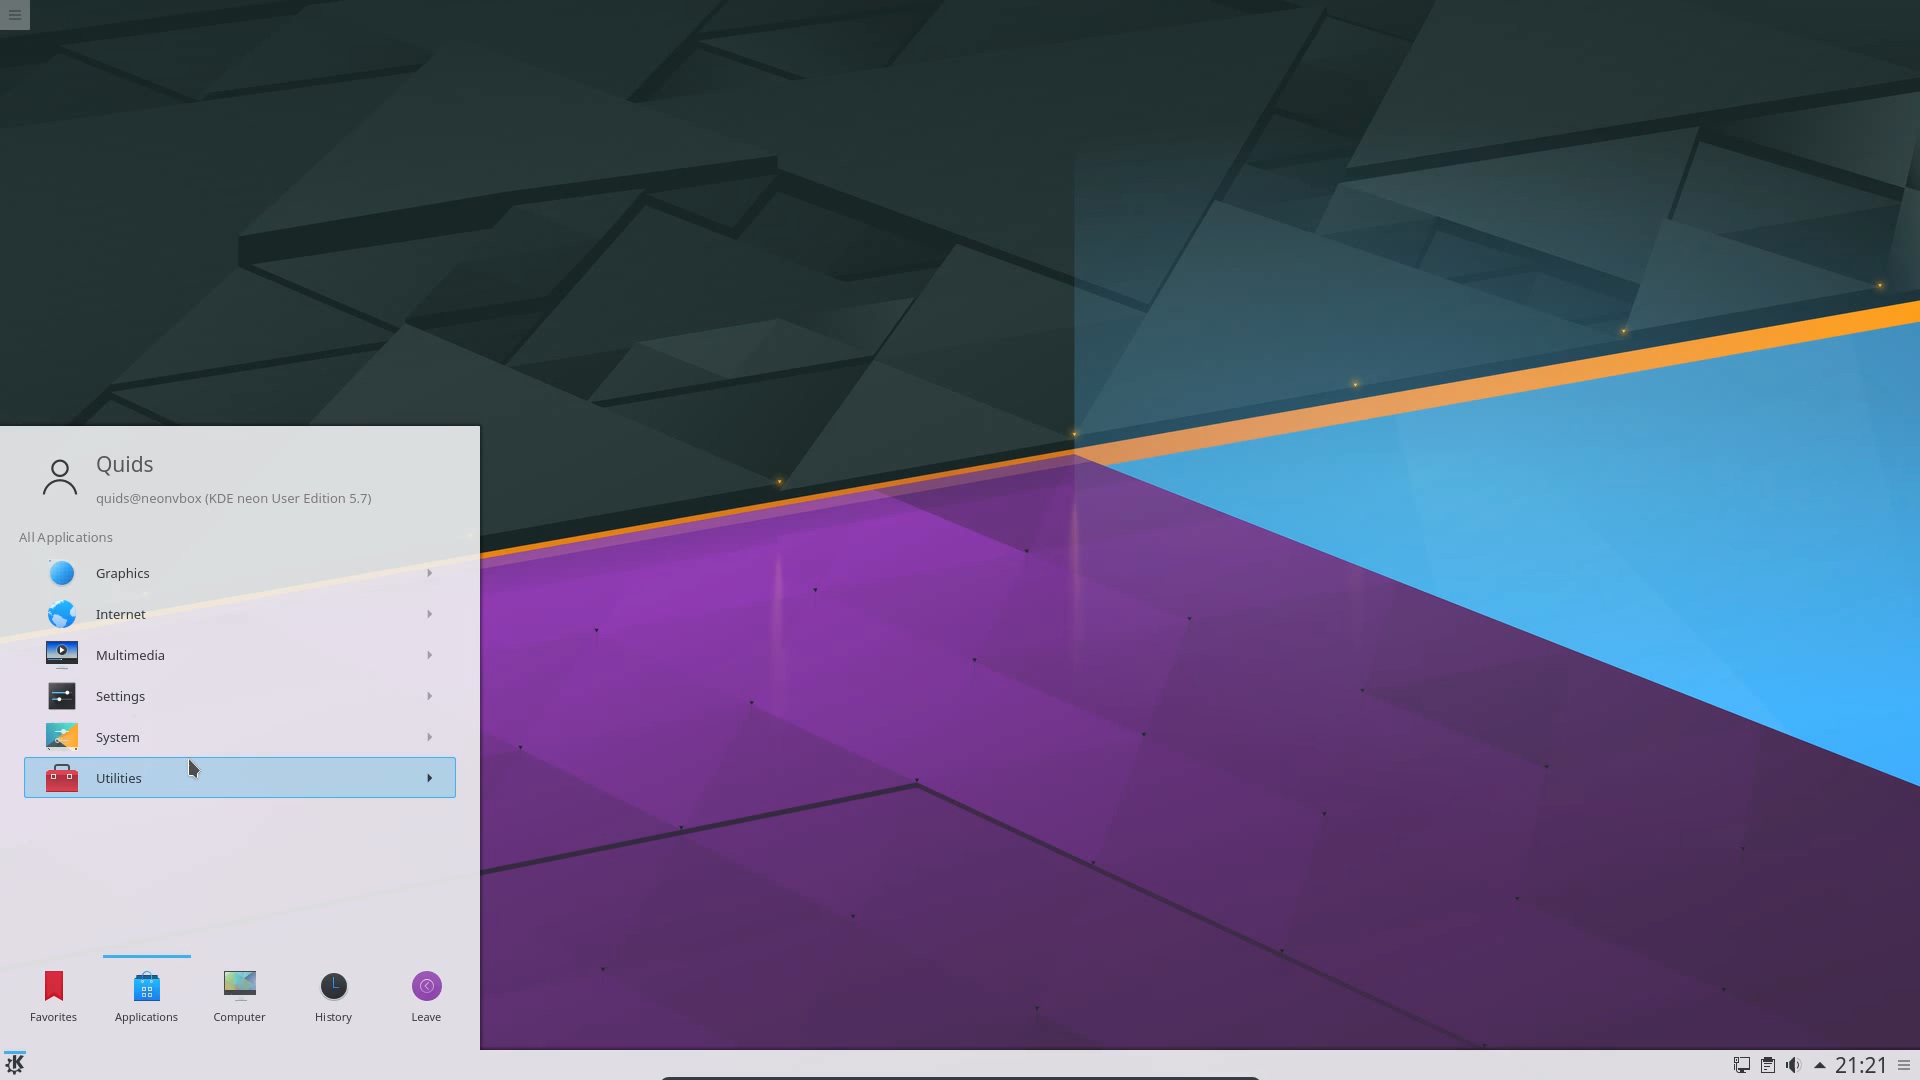 Quids
quids@neonvbox (KDE neon User Edition 5.7)
All Applications
Graphics
Internet
Multimedia
Settings
System
Utilities
Favorites
Applications
Computer
History
Leave
21:21